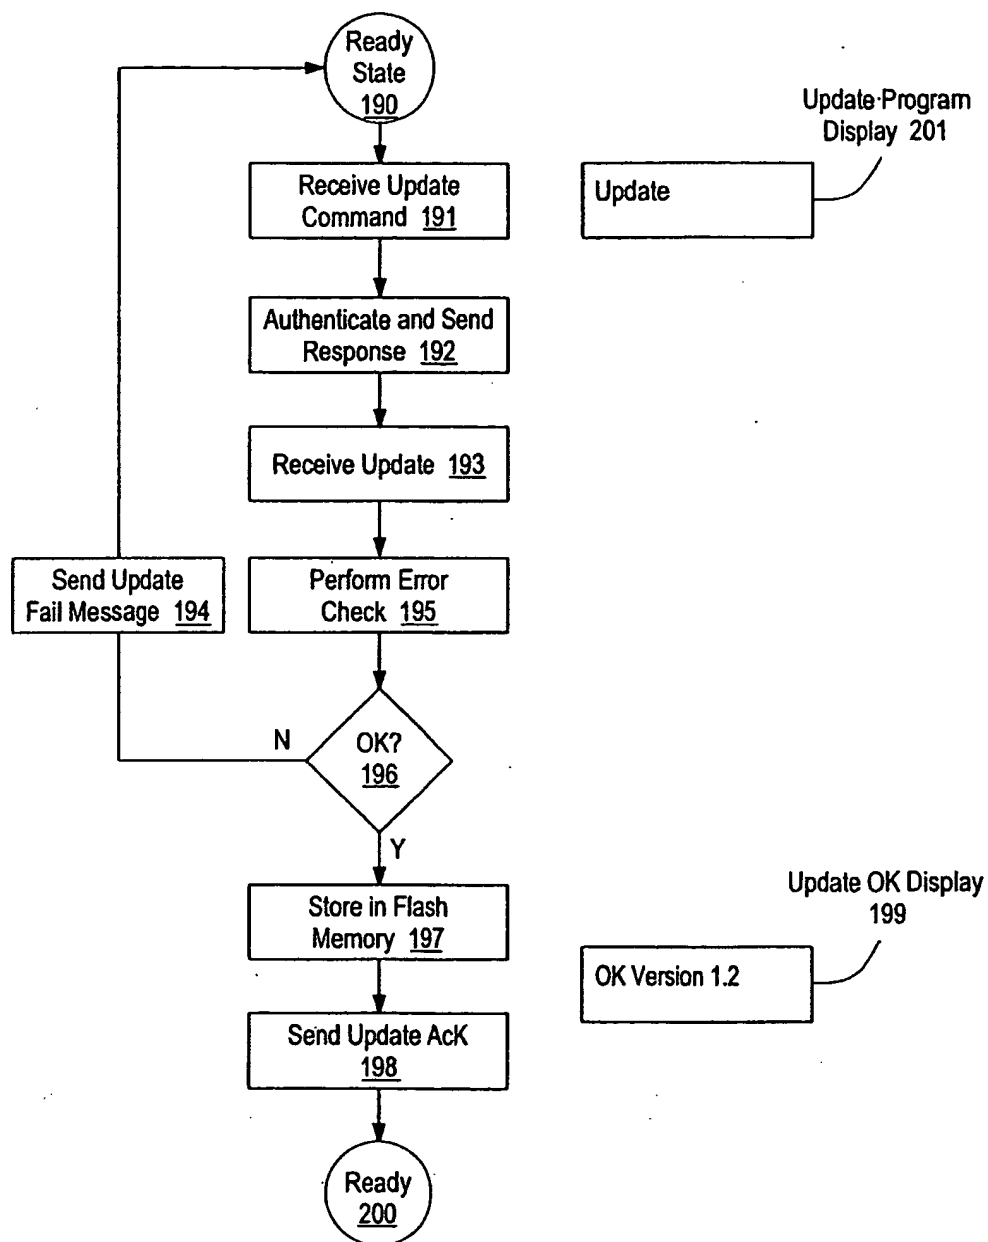 Ready
State
190
Update·Program
Display 201
Receive Update
Command 191
Update
Authenticate and Send
Response 192
Receive Update 193
Send Update
Fail Message 194
Perform Error
Check 195
N
OK?
196
Y
Update OK Display
199
Store in Flash
Memory 197
OK Version 1.2
Send Update AcK
198
Ready
200